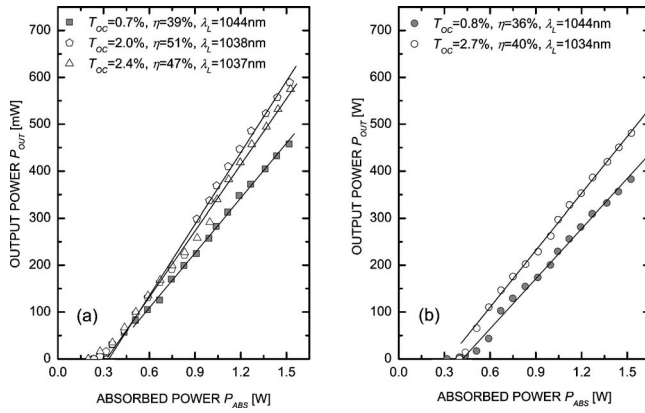 T_OC=0.7%, η=39%, λ_L=1044nm
T_OC=2.0%, η=51%, λ_L=1038nm
T_OC=2.4%, η=47%, λ_L=1037nm
700
600
500
400
300
200
100
0
OUTPUT POWER P_OUT [mW]
(a)
0.0 0.3 0.6 0.9 1.2 1.5
ABSORBED POWER P_ABS [W]
T_OC=0.8%, η=36%, λ_L=1044nm
T_OC=2.7%, η=40%, λ_L=1034nm
700
600
500
400
300
200
100
0
OUTPUT POWER P_OUT [W]
(b)
0.0 0.3 0.6 0.9 1.2 1.5
ABSORBED POWER P_ABS [W]